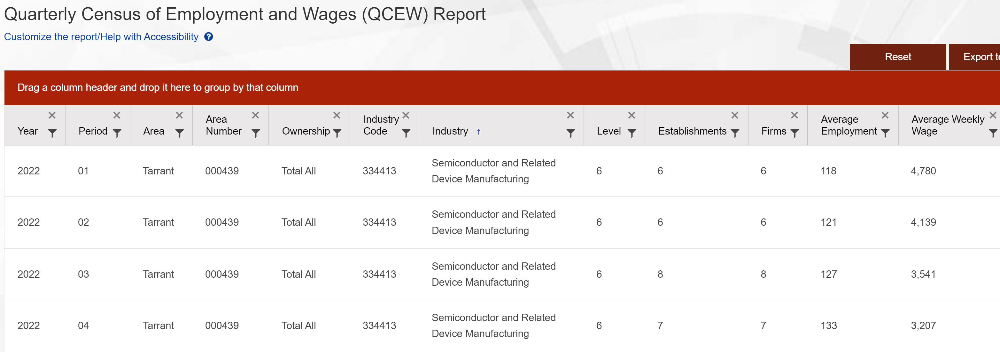 Quarterly Census of Employment and Wages (QCEW) Report
Customize the report/Help with Accessibility ?
Reset Export to
Drag a column header and drop it here to group by that column
Year Period Area Area Number Ownership Industry Code Industry ↑ Level Establishments Firms Average Employment Average Weekly Wage
2022 01 Tarrant 000439 Total All 334413 Semiconductor and Related Device Manufacturing 6 6 6 118 4,780
2022 02 Tarrant 000439 Total All 334413 Semiconductor and Related Device Manufacturing 6 6 6 121 4,139
2022 03 Tarrant 000439 Total All 334413 Semiconductor and Related Device Manufacturing 6 8 8 127 3,541
2022 04 Tarrant 000439 Total All 334413 Semiconductor and Related Device Manufacturing 6 7 7 133 3,207